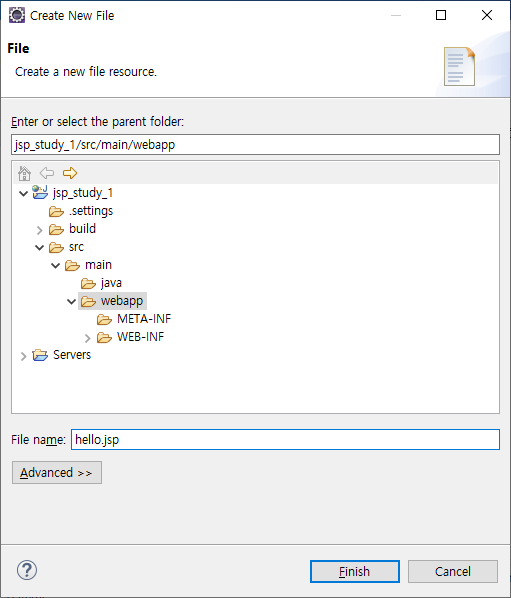 Create New File
File
Create a new file resource.
Enter or select the parent folder:
jsp_study_1/src/main/webapp
jsp_study_1
.settings
build
src
main
java
webapp
META-INF
WEB-INF
Servers
File name: hello.jsp
Advanced >>
Finish Cancel